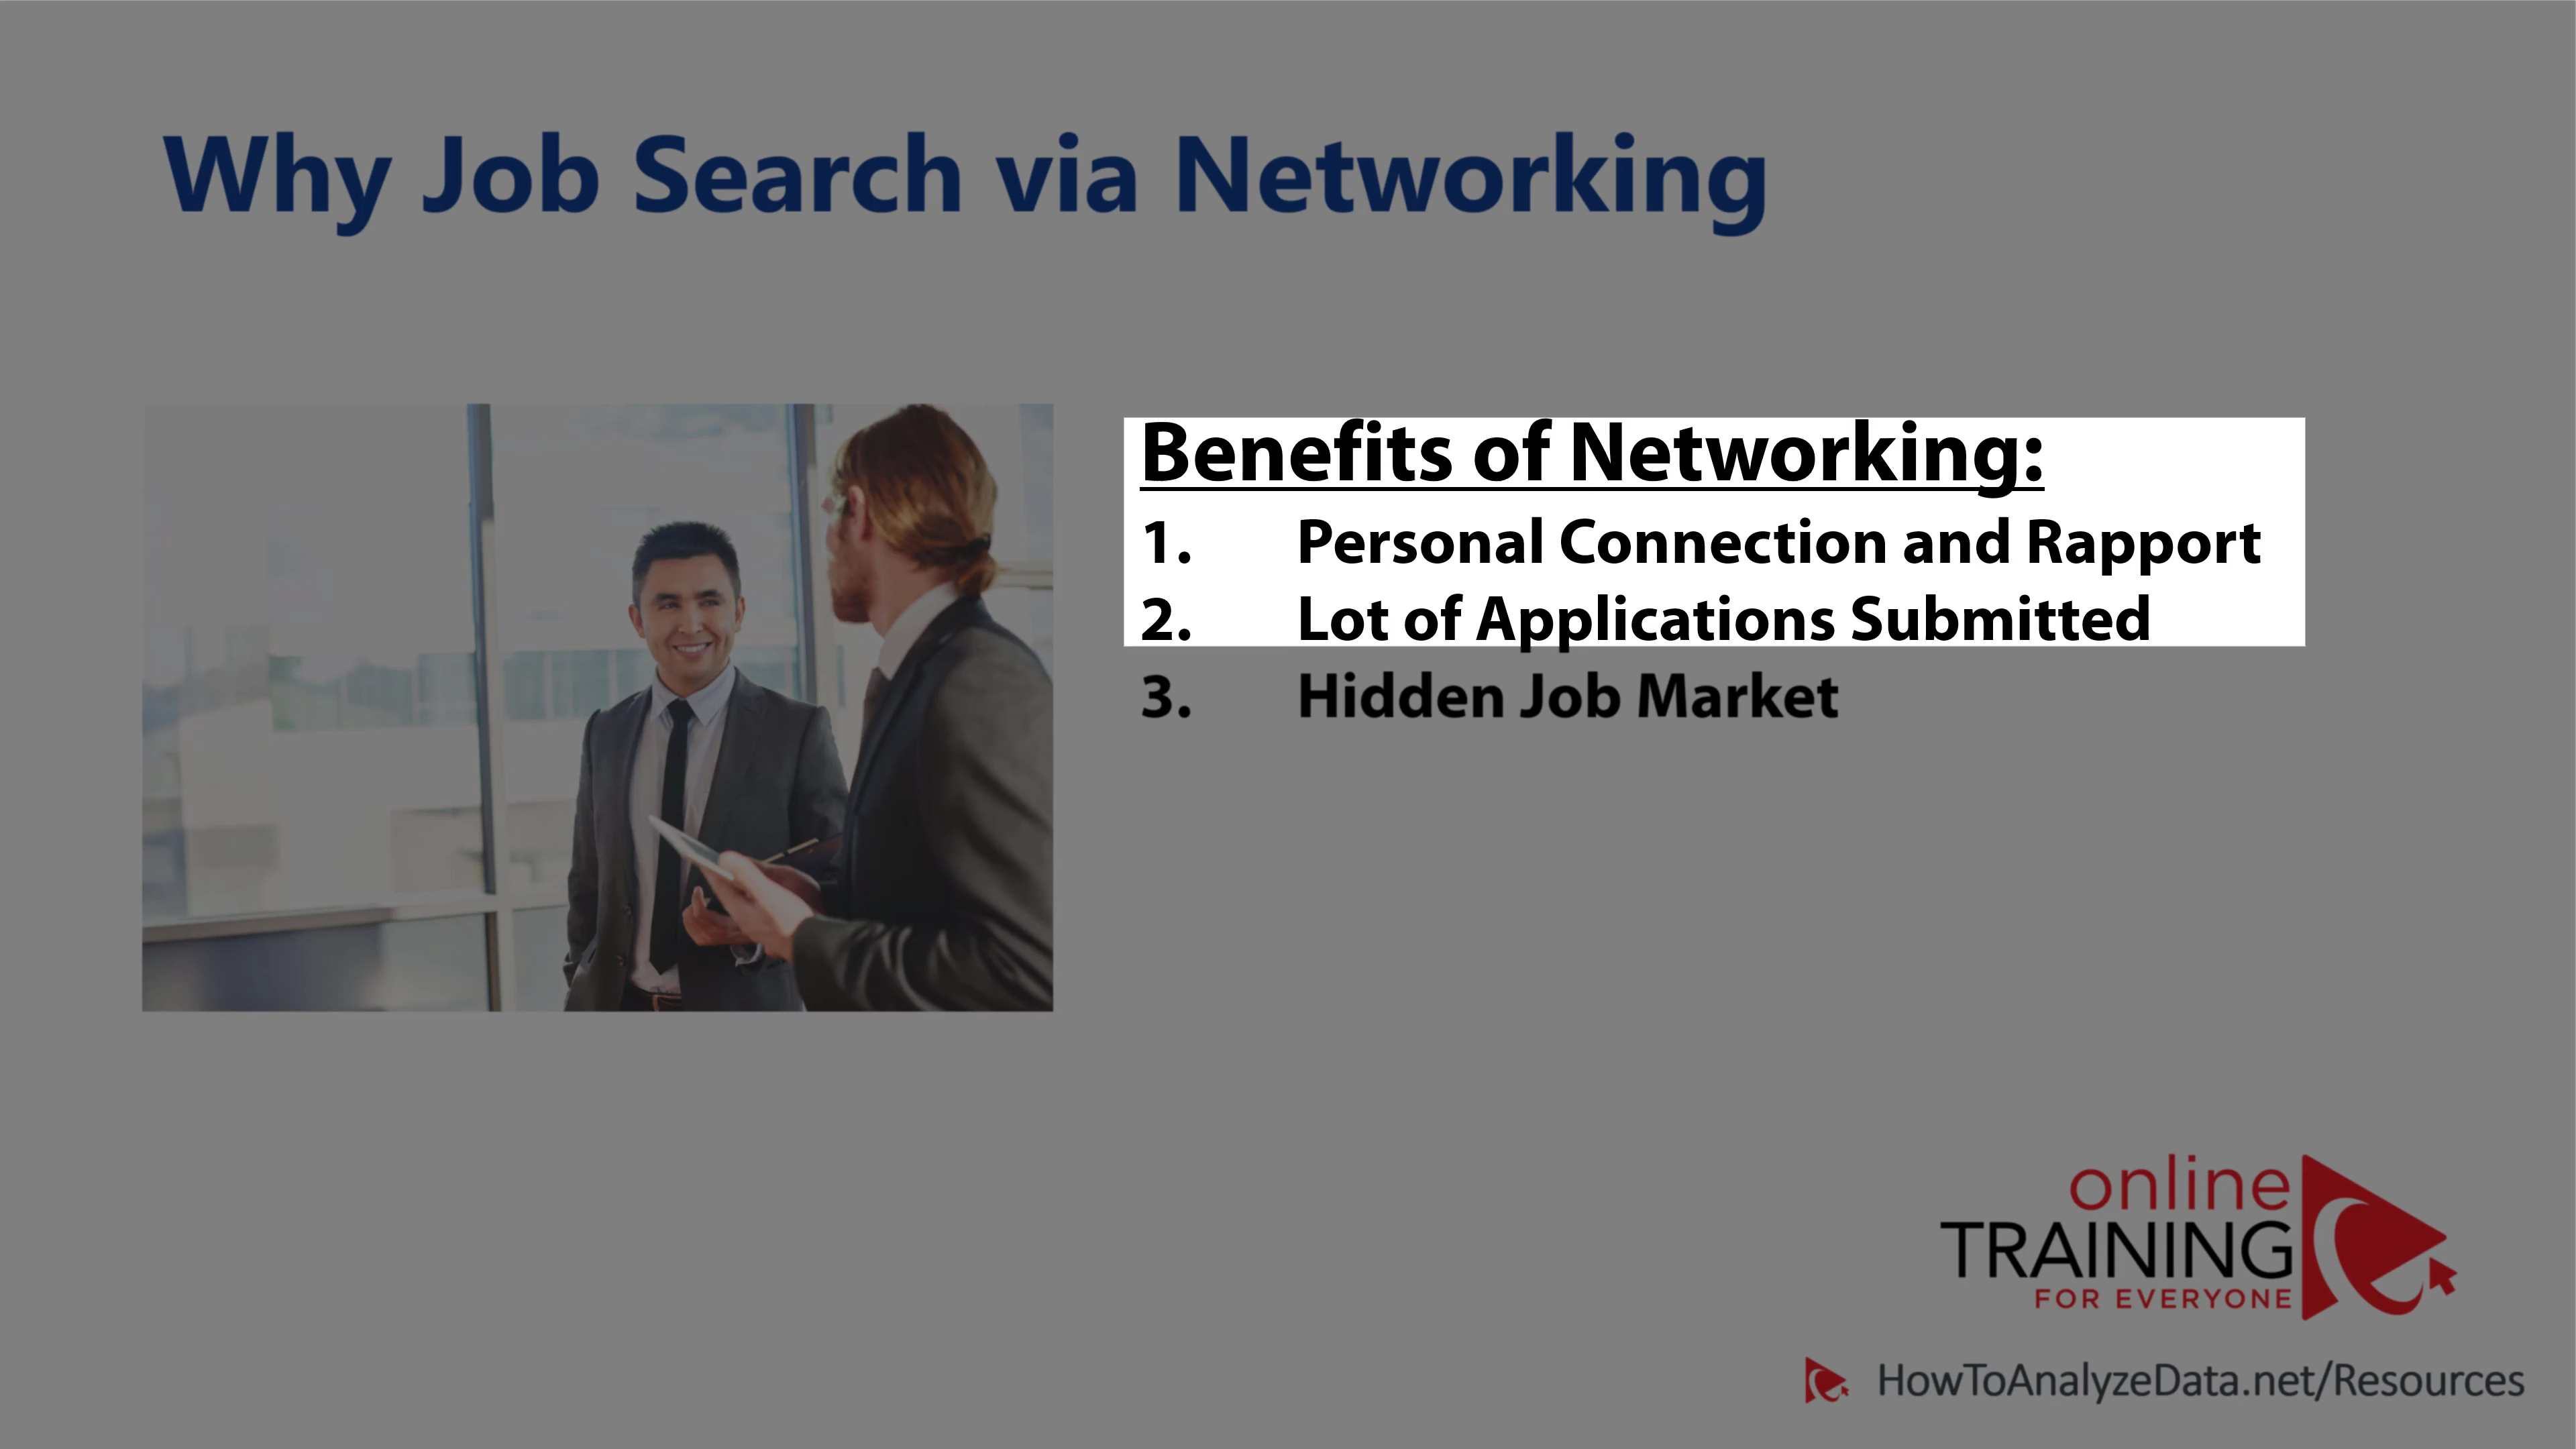 Why Job Search via Networking
Benefits of Networking:
1. Personal Connection and Rapport
2. Lot of Applications Submitted
3. Hidden Job Market
online
TRAINING
FOR EVERYONE
HowToAnalyzeData.net/Resources